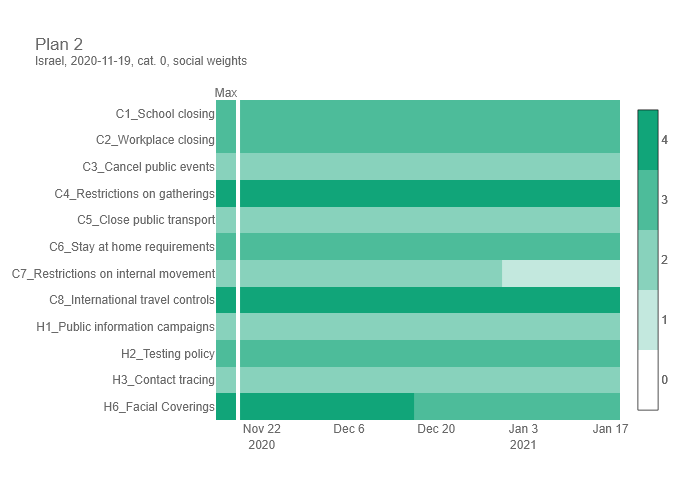 Plan 2
Israel, 2020-11-19, cat. 0, social weights
Max
C1_School closing
C2_Workplace closing
C3_Cancel public events
C4_Restrictions on gatherings
C5_Close public transport
C6_Stay at home requirements
C7_Restrictions on internal movement
C8_International travel controls
H1_Public information campaigns
H2_Testing policy
H3_Contact tracing
H6_Facial Coverings
Nov 22 Dec 6 Dec 20 Jan 3 Jan 17
2020 2021
4
3
2
1
0